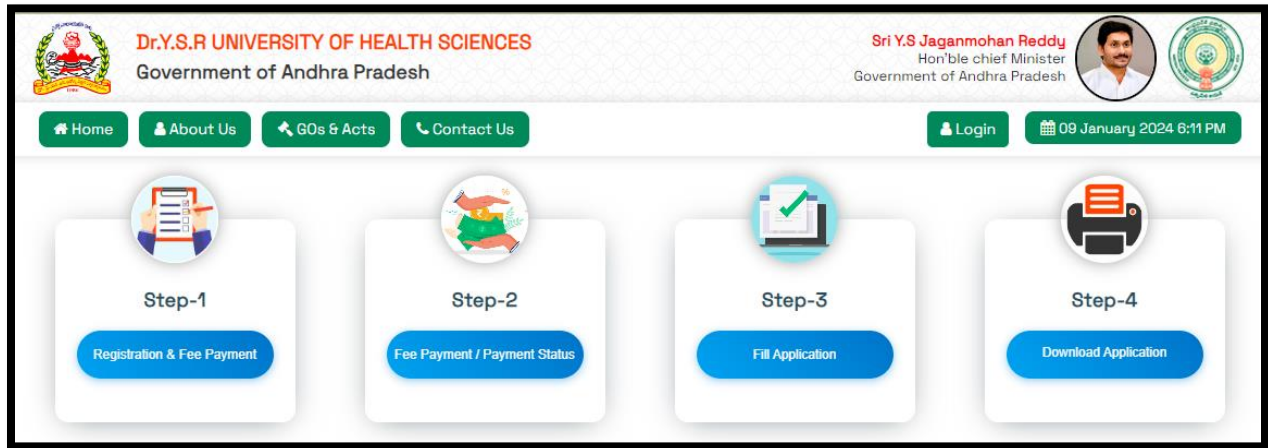 Dr.Y.S.R UNIVERSITY OF HEALTH SCIENCES
Government of Andhra Pradesh
Sri Y.S Jaganmohan Reddy
Hon'ble chief Minister
Government of Andhra Pradesh
Home About Us GOs & Acts Contact Us Login 09 January 2024 6:11 PM
Step-1 Step-2 Step-3 Step-4
Registration & Fee Payment Fee Payment / Payment Status Fill Application Download Application